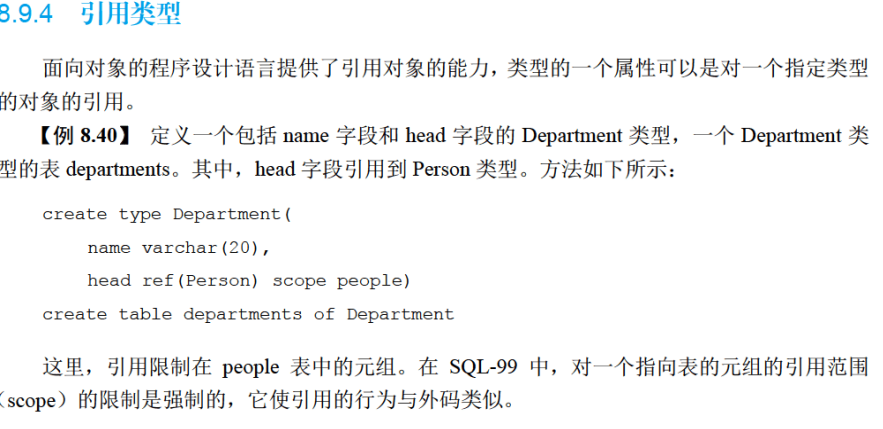 8.9.4 引用类型
面向对象的程序设计语言提供了引用对象的能力，类型的一个属性可以是对一个指定类型
的对象的引用。
【例 8.40】 定义一个包括 name 字段和 head 字段的 Department 类型，一个 Department 类
型的表 departments。其中，head 字段引用到 Person 类型。方法如下所示：
create type Department(
name varchar(20),
head ref(Person) scope people)
create table departments of Department
这里，引用限制在 people 表中的元组。在 SQL-99 中，对一个指向表的元组的引用范围
（scope）的限制是强制的，它使引用的行为与外码类似。